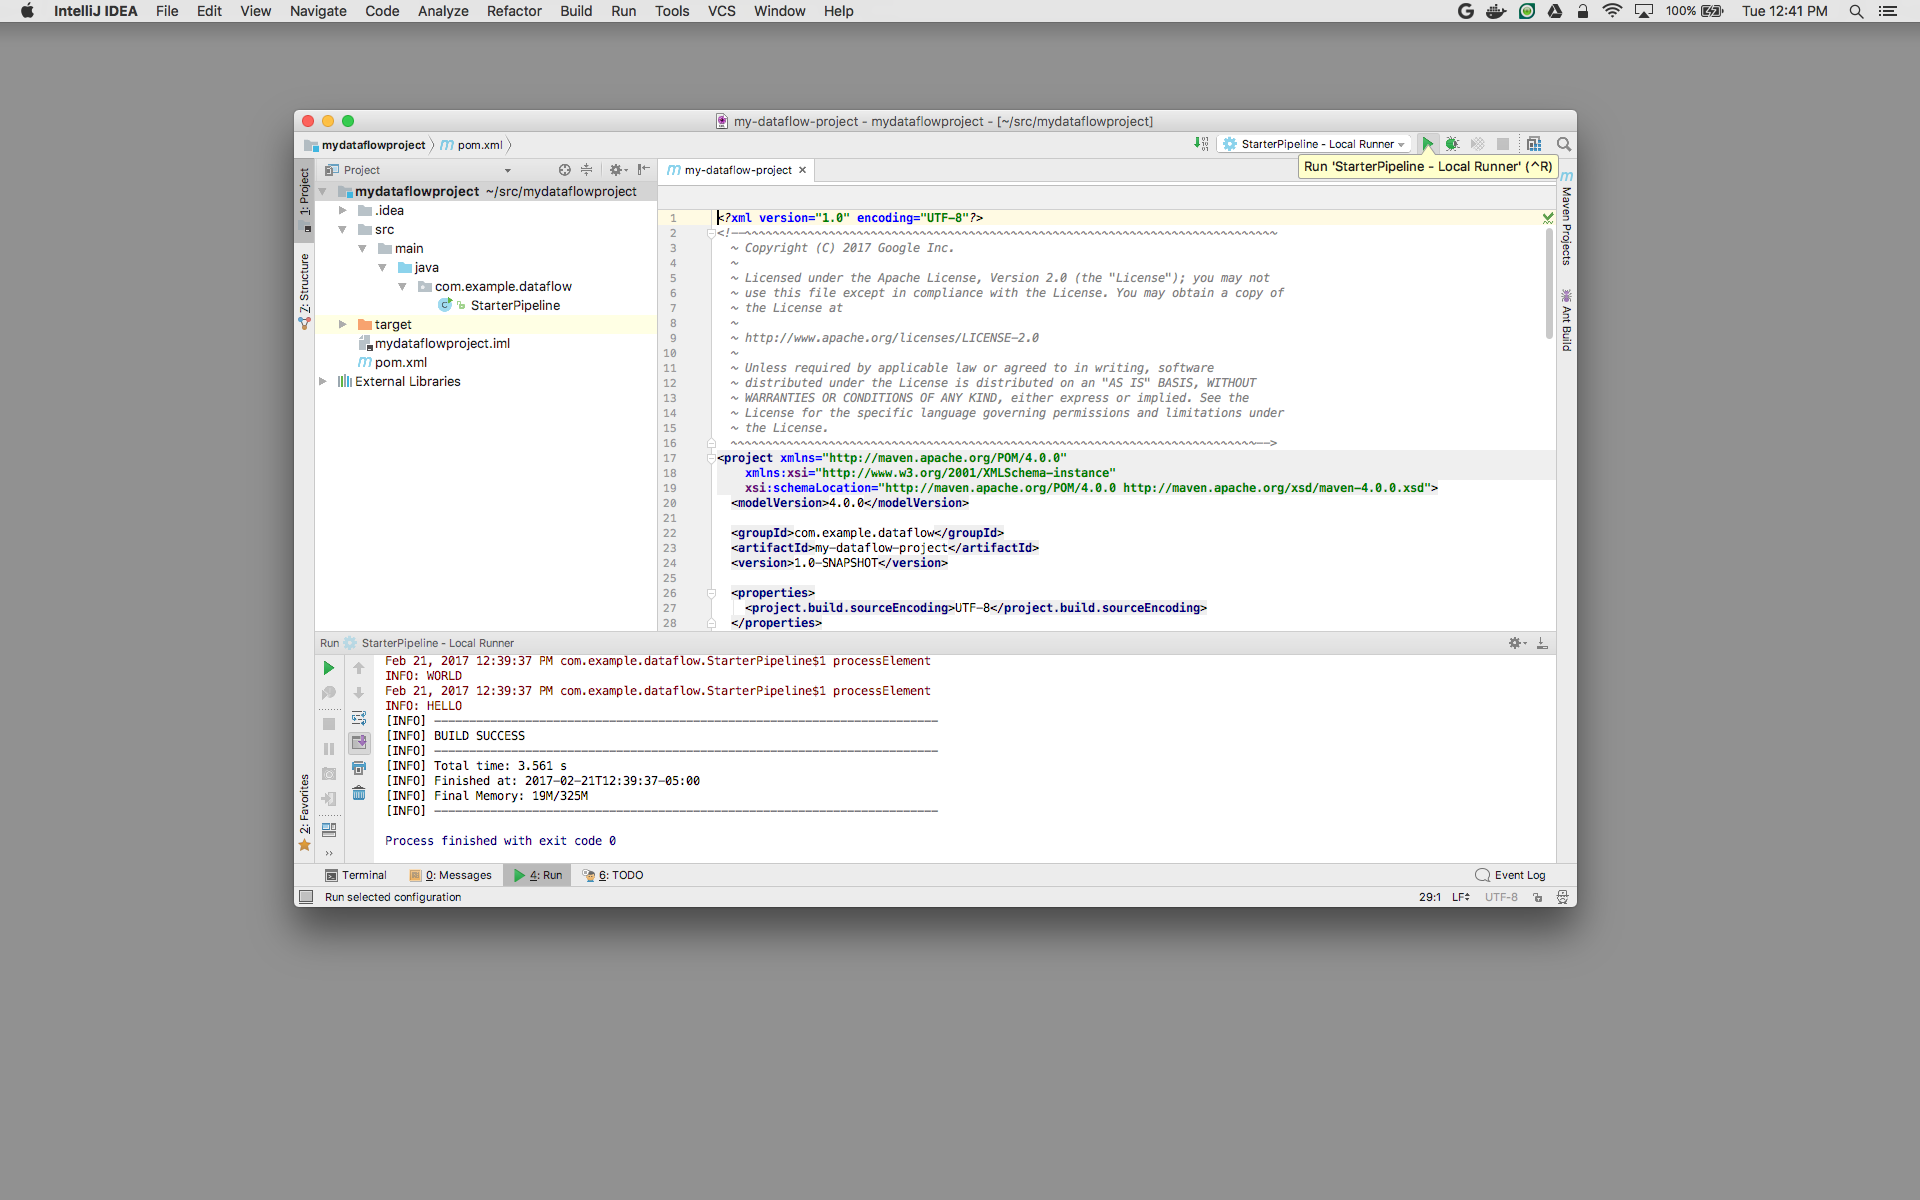 IntelliJ IDEA File Edit View Navigate Code Analyze Refactor Build Run Tools VCS Window Help 100% Tue 12:41 PM
my-dataflow-project - mydataflowproject - [~/src/mydataflowproject]
mydataflowproject pom.xml StarterPipeline - Local Runner
Run 'StarterPipeline - Local Runner' (^R)
Project my-dataflow-project
1: Project
7: Structure
2: Favorites
mydataflowproject ~/src/mydataflowproject
.idea
src
main
java
com.example.dataflow
StarterPipeline
target
mydataflowproject.iml
pom.xml
External Libraries
1 <?xml version="1.0" encoding="UTF-8"?>
2 <!--~~~~~~~~~~~~~~~~~~~~~~~~~~~~~~~~~~~~~~~~~~~~~~~~~~~~~~~~~~~~~~~~~~~~~~~~~~~~
3 ~ Copyright (C) 2017 Google Inc.
4 ~
5 ~ Licensed under the Apache License, Version 2.0 (the "License"); you may not
6 ~ use this file except in compliance with the License. You may obtain a copy of
7 ~ the License at
8 ~
9 ~ http://www.apache.org/licenses/LICENSE-2.0
10 ~
11 ~ Unless required by applicable law or agreed to in writing, software
12 ~ distributed under the License is distributed on an "AS IS" BASIS, WITHOUT
13 ~ WARRANTIES OR CONDITIONS OF ANY KIND, either express or implied. See the
14 ~ License for the specific language governing permissions and limitations under
15 ~ the License.
16 ~~~~~~~~~~~~~~~~~~~~~~~~~~~~~~~~~~~~~~~~~~~~~~~~~~~~~~~~~~~~~~~~~~~~~~~~~~~-->
17 <project xmlns="http://maven.apache.org/POM/4.0.0"
18 xmlns:xsi="http://www.w3.org/2001/XMLSchema-instance"
19 xsi:schemaLocation="http://maven.apache.org/POM/4.0.0 http://maven.apache.org/xsd/maven-4.0.0.xsd">
20 <modelVersion>4.0.0</modelVersion>
21
22 <groupId>com.example.dataflow</groupId>
23 <artifactId>my-dataflow-project</artifactId>
24 <version>1.0-SNAPSHOT</version>
25
26 <properties>
27 <project.build.sourceEncoding>UTF-8</project.build.sourceEncoding>
28 </properties>
Maven Projects
Ant Build
Run StarterPipeline - Local Runner
Feb 21, 2017 12:39:37 PM com.example.dataflow.StarterPipeline$1 processElement
INFO: WORLD
Feb 21, 2017 12:39:37 PM com.example.dataflow.StarterPipeline$1 processElement
INFO: HELLO
[INFO] ------------------------------------------------------------------------
[INFO] BUILD SUCCESS
[INFO] ------------------------------------------------------------------------
[INFO] Total time: 3.561 s
[INFO] Finished at: 2017-02-21T12:39:37-05:00
[INFO] Final Memory: 19M/325M
[INFO] ------------------------------------------------------------------------
Process finished with exit code 0
Terminal 0: Messages 4: Run 6: TODO Event Log
Run selected configuration 29:1 LF UTF-8